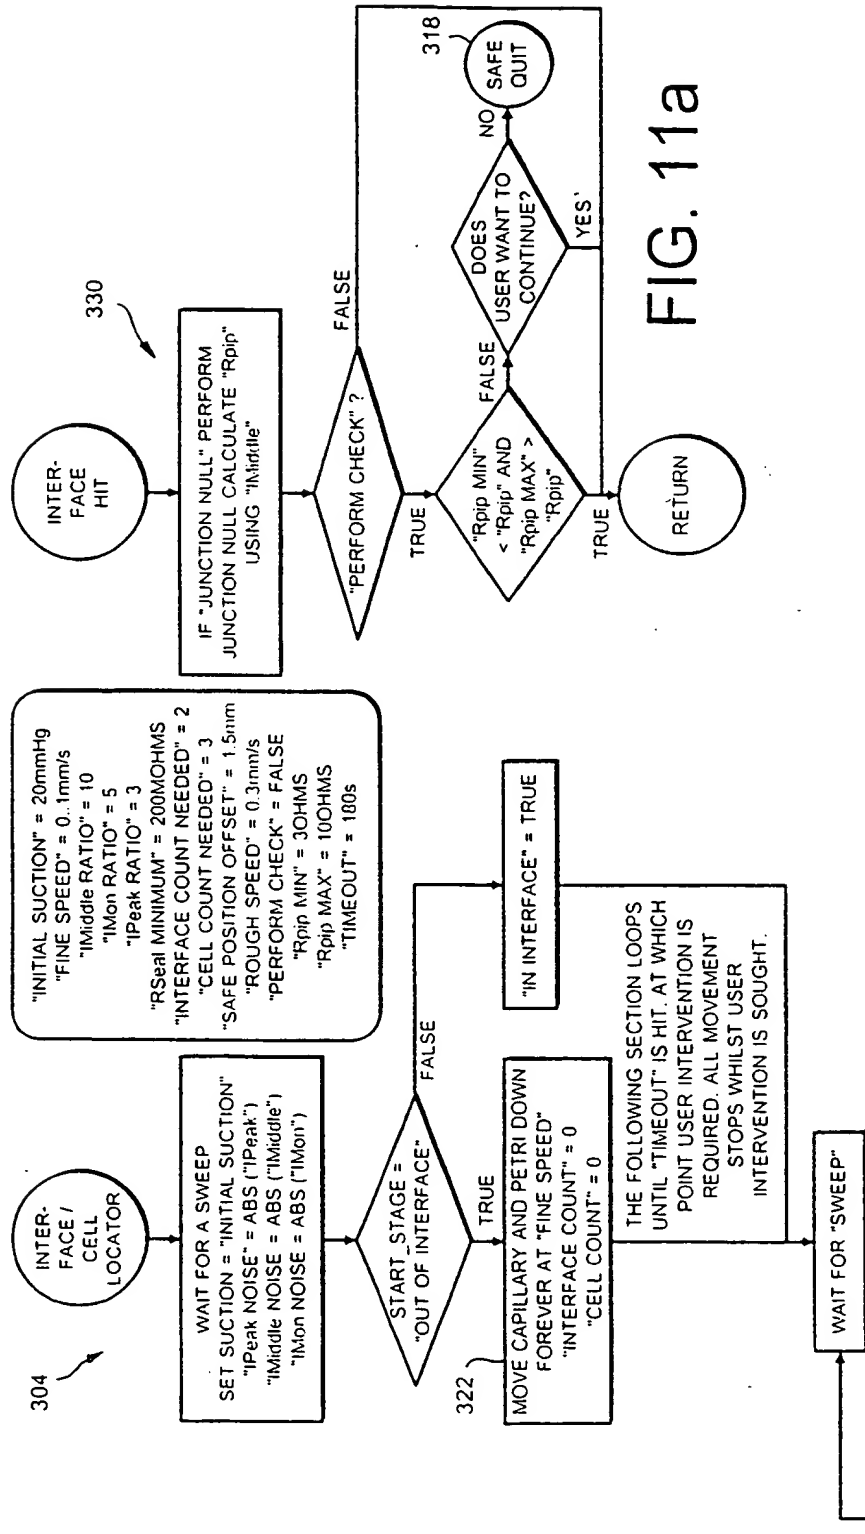 304
INTER-
FACE /
CELL
LOCATOR
WAIT FOR A SWEEP
SET SUCTION = "INITIAL SUCTION"
"IPeak NOISE" = ABS ("IPeak")
"IMiddle NOISE = ABS ("IMiddle")
"IMon NOISE = ABS ("IMon")
START_STAGE =
"OUT OF INTERFACE"
FALSE
TRUE
322
MOVE CAPILLARY AND PETRI DOWN
FOREVER AT "FINE SPEED"
"INTERFACE COUNT" = 0
"CELL COUNT" = 0
"IN INTERFACE" = TRUE
THE FOLLOWING SECTION LOOPS
UNTIL "TIMEOUT" IS HIT. AT WHICH
POINT USER INTERVENTION IS
REQUIRED. ALL MOVEMENT
STOPS WHILST USER
INTERVENTION IS SOUGHT.
WAIT FOR "SWEEP"
"INITIAL SUCTION" = 20mmHg
"FINE SPEED" = 0.1mm/s
"IMiddle RATIO" = 10
"IMon RATIO" = 5
"IPeak RATIO" = 3
"RSeal MINIMUM" = 200MOHMS
"INTERFACE COUNT NEEDED" = 2
"CELL COUNT NEEDED" = 3
"SAFE POSITION OFFSET" = 1.5mm
"ROUGH SPEED" = 0.3mm/s
"PERFORM CHECK" = FALSE
"Rpip MIN" = 3OHMS
"Rpip MAX" = 10OHMS
"TIMEOUT" = 180s
330
INTER-
FACE
HIT
IF "JUNCTION NULL" PERFORM
JUNCTION NULL CALCULATE "Rpip"
USING "IMiddle"
"PERFORM CHECK" ?
FALSE
TRUE
"Rpip MIN"
< "Rpip" AND
"Rpip MAX" >
"Rpip"
FALSE
TRUE
DOES
USER WANT TO
CONTINUE?
NO
YES
318
SAFE
QUIT
RETURN
FIG. 11a